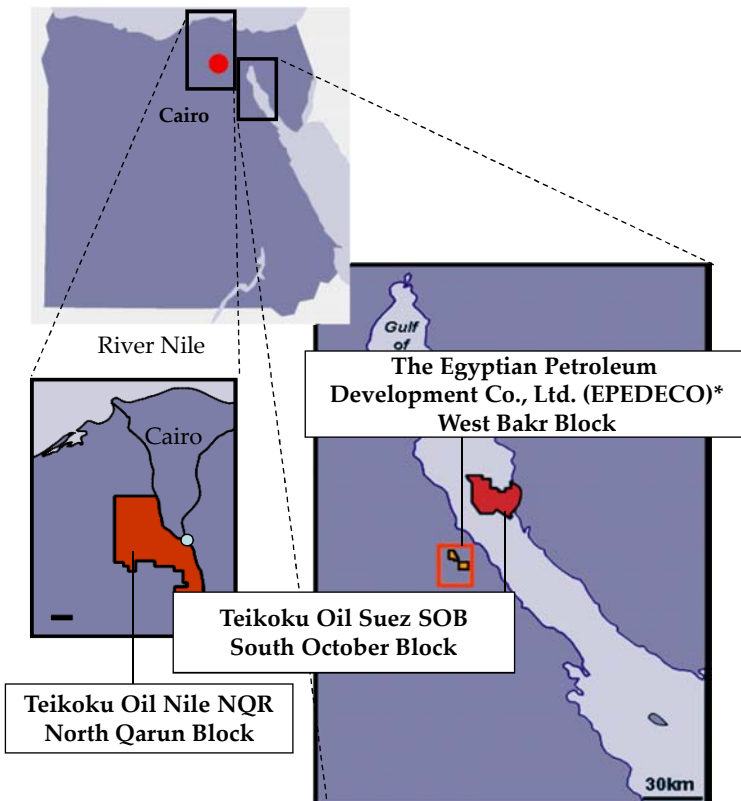 Cairo
River Nile
Gulf
of
The Egyptian Petroleum
Development Co., Ltd. (EPEDECO)*
West Bakr Block
Cairo
Teikoku Oil Suez SOB
South October Block
Teikoku Oil Nile NQR
North Qarun Block
30km